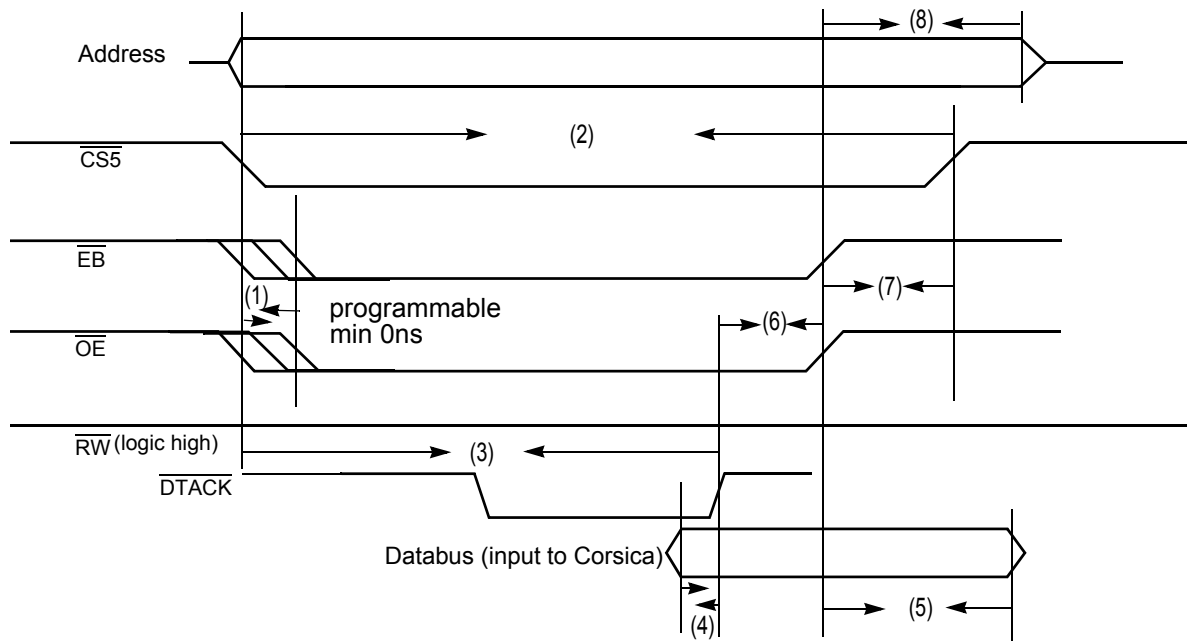 (8)
Address
(2)
CS5
EB
(1)
programmable
min 0ns
(7)
(6)
OE
RW (logic high)
(3)
DTACK
Databus (input to Corsica)
(4)
(5)